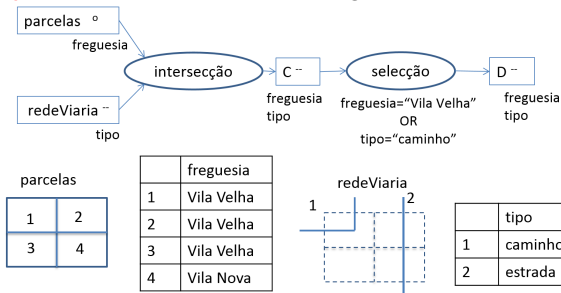 parcelas o
freguesia
redeViaria --
tipo
intersecção
C --
freguesia
tipo
selecção
freguesia="Vila Velha"
OR
tipo="caminho"
D --
freguesia
tipo
parcelas
1 2
3 4
freguesia
1 Vila Velha
2 Vila Velha
3 Vila Velha
4 Vila Nova
redeViaria
1 2
tipo
1 caminho
2 estrada